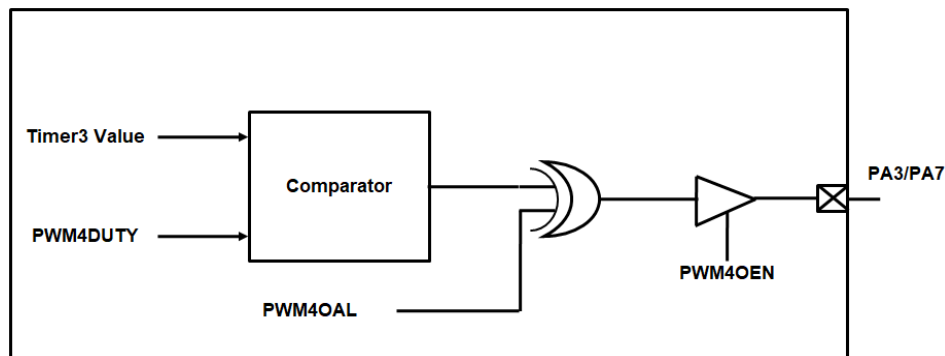 Timer3 Value
Comparator
PWM4DUTY
PWM4OAL
PA3/PA7
PWM4OEN